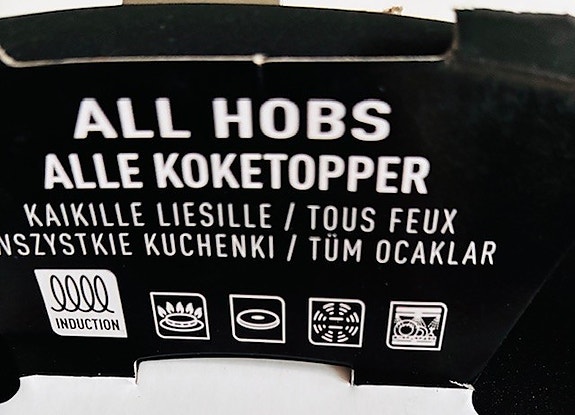 ALL HOBS
ALLE KOKETOPPER
KAIKILLE LIESILLE / TOUS FEUX
WSZYSTKIE KUCHENKI / TÜM OCAKLAR
INDUCTION